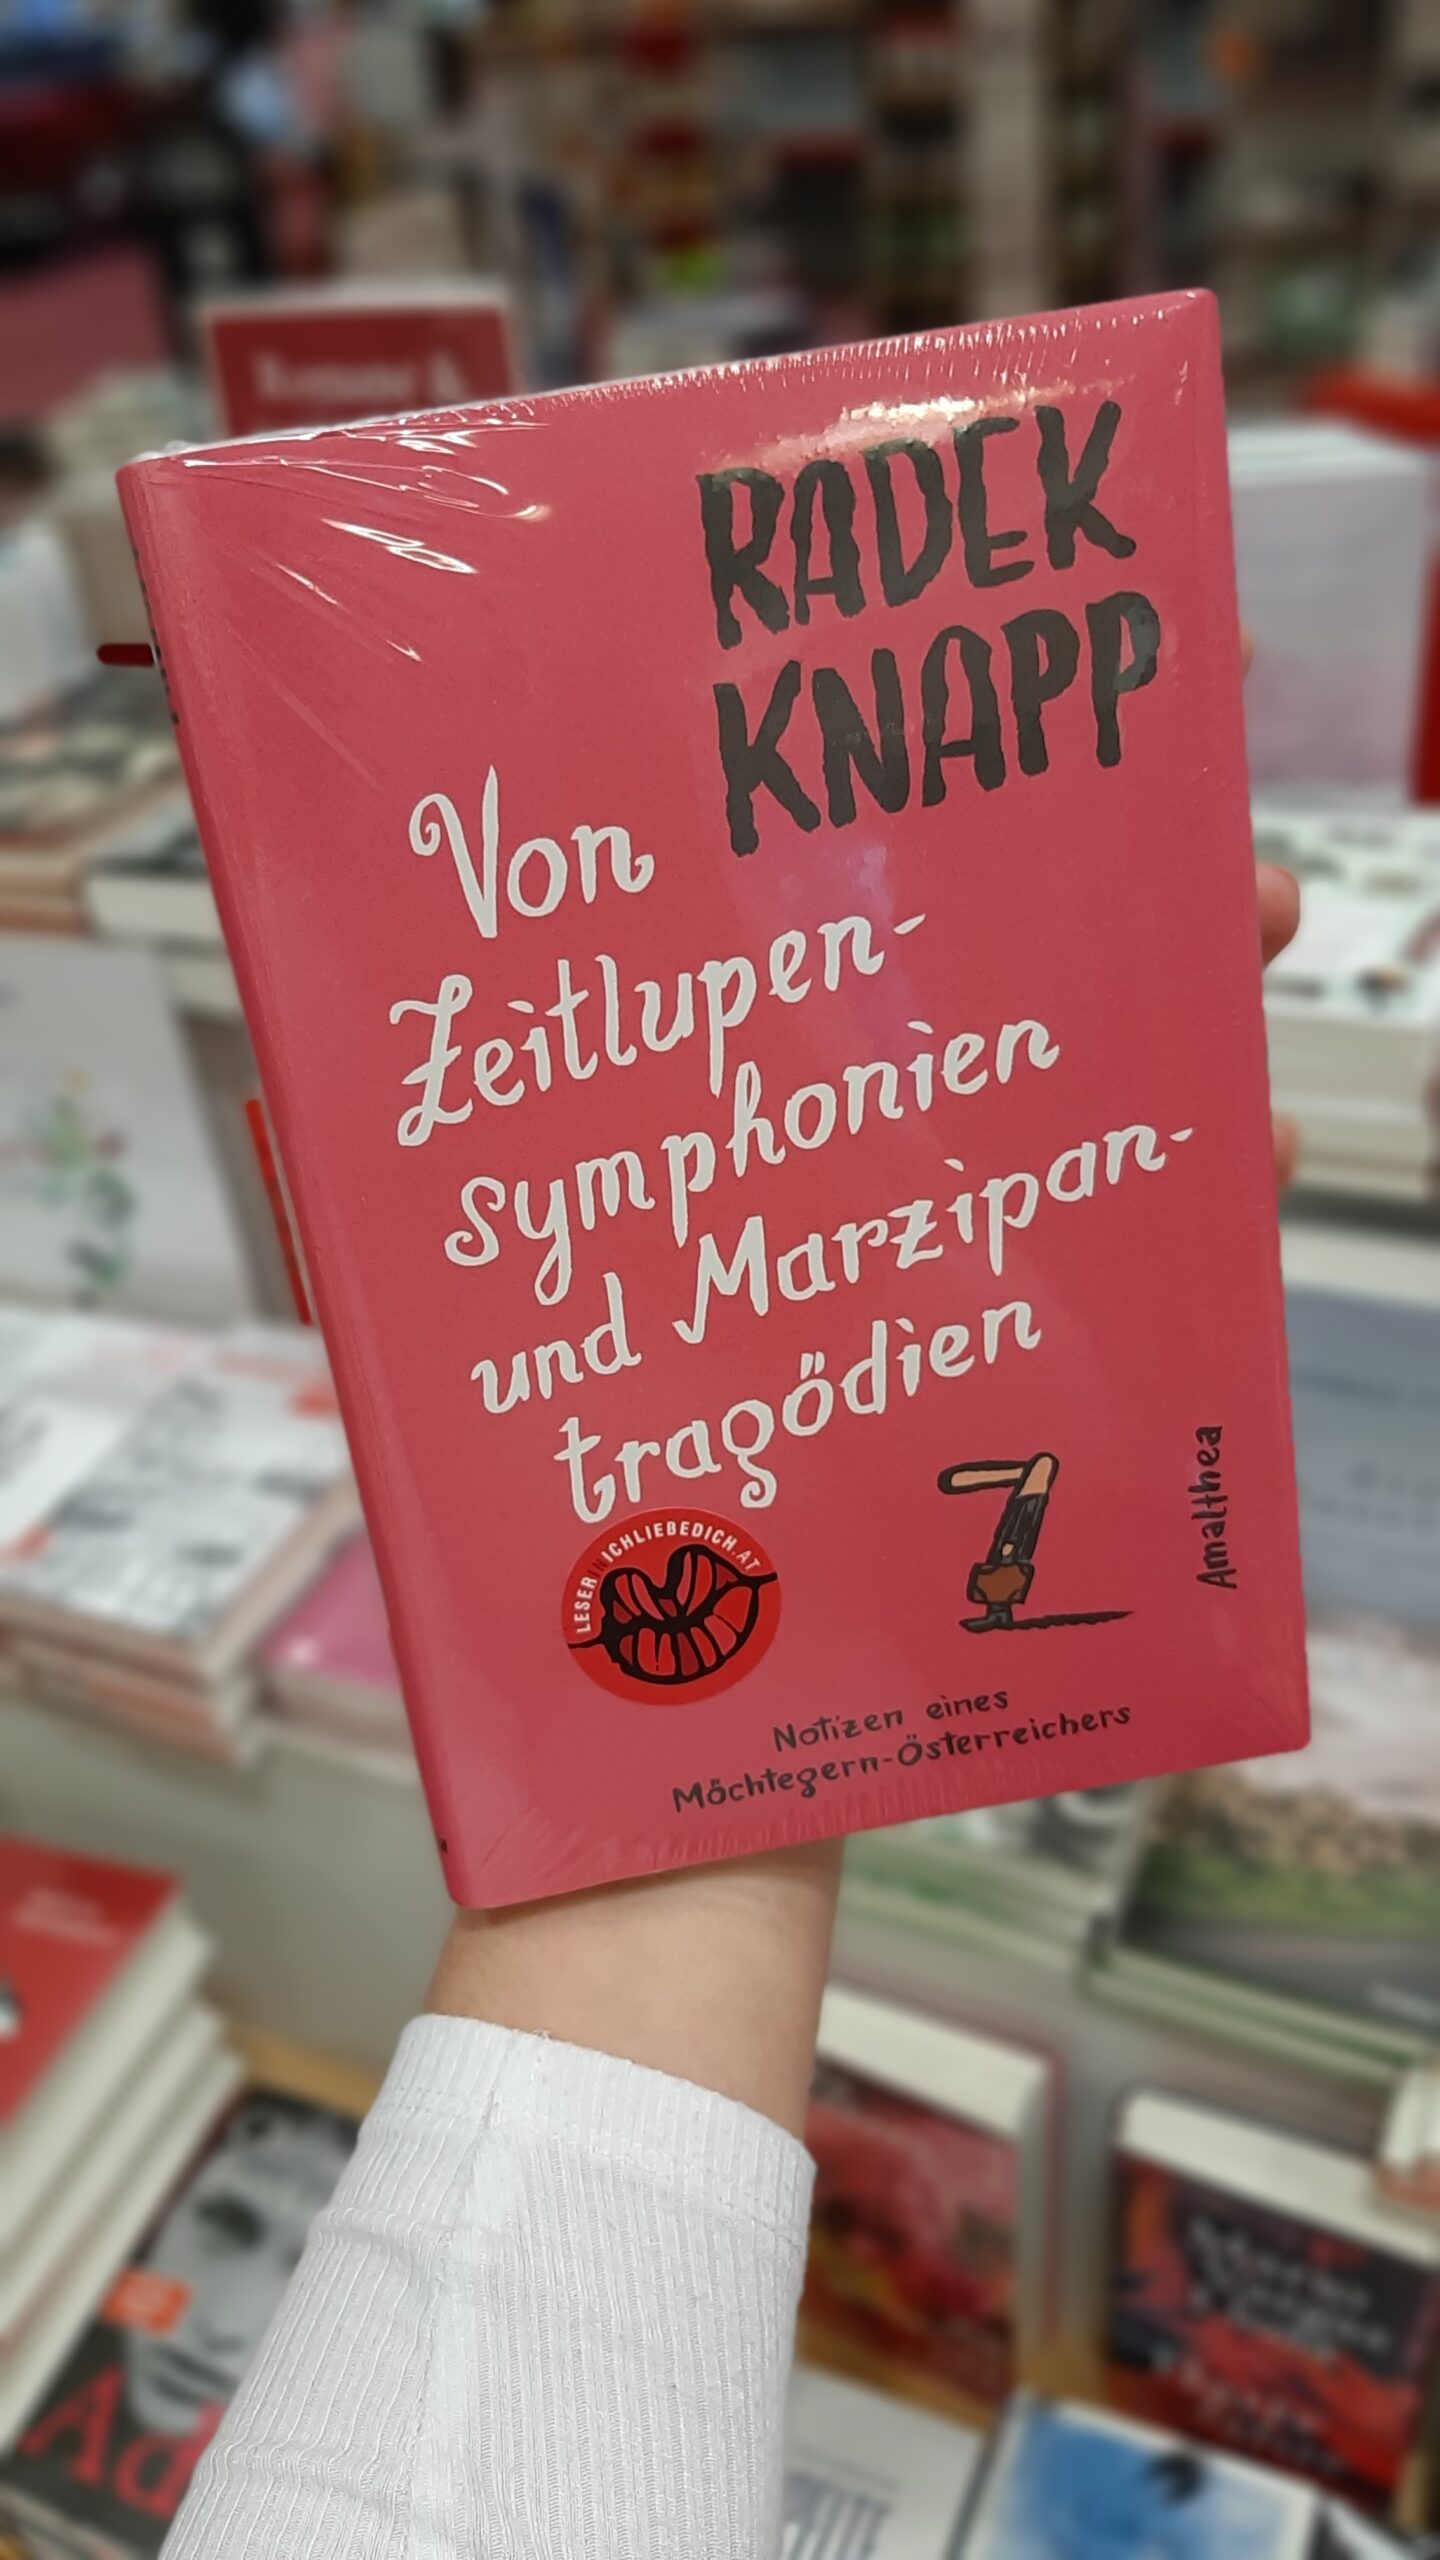 RADEK
KNAPP
Von
Zeitlupen-
symphonien
und Marzipan-
tragödien
LESERINICHLIEBEDICH.AT
Amalthea
Notizen eines
Möchtegern-Österreichers